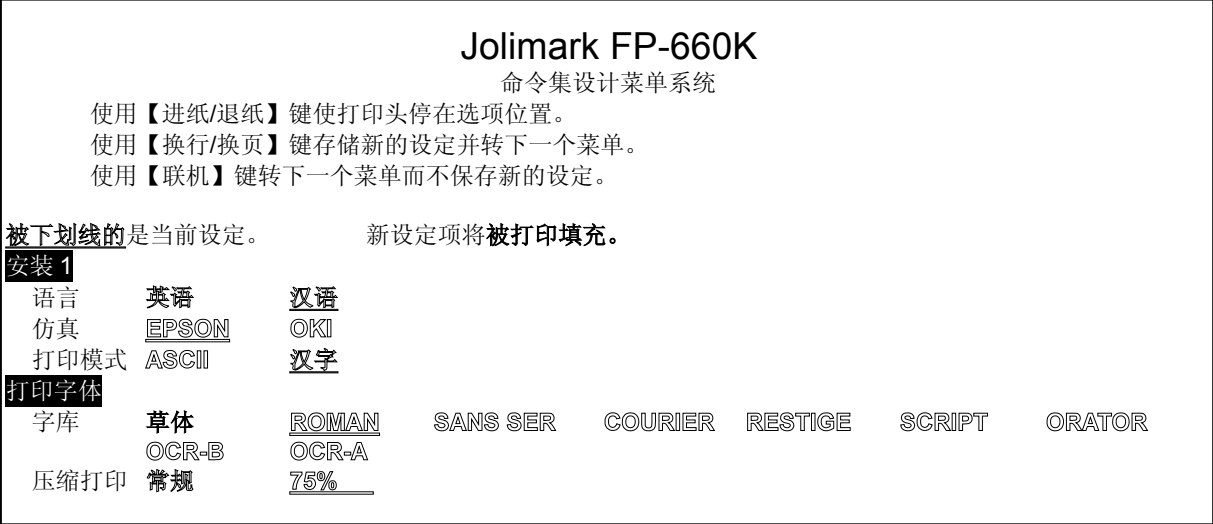 Jolimark FP-660K
命令集设计菜单系统
使用【进纸/退纸】键使打印头停在选项位置。
使用【换行/换页】键存储新的设定并转下一个菜单。
使用【联机】键转下一个菜单而不保存新的设定。
被下划线的是当前设定。 新设定项将被打印填充。
安装 1
语言 英语 汉语
仿真 EPSON OKI
打印模式 ASCII 汉字
打印字体
字库 草体 ROMAN SANS SER COURIER RESTIGE SCRIPT ORATOR
OCR-B OCR-A
压缩打印 常规 75%